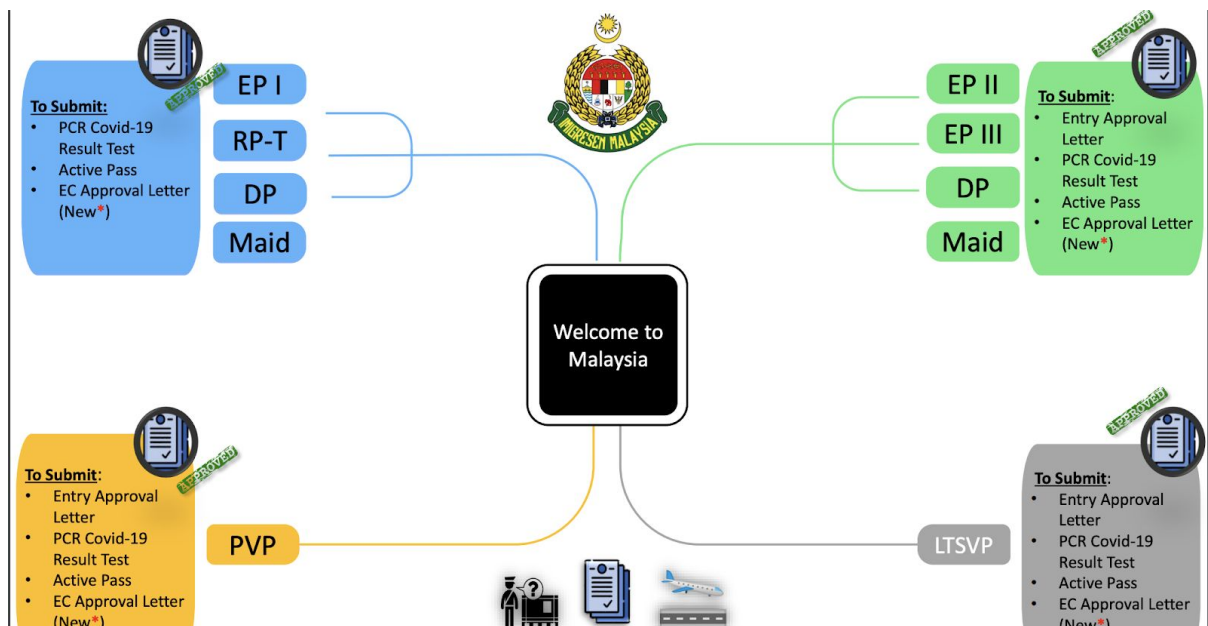 APPROVED
To Submit:
• PCR Covid-19
Result Test
• Active Pass
• EC Approval Letter
(New*)
EP I
RP-T
DP
Maid
IMIGRESEN MALAYSIA
EP II
EP III
DP
Maid
APPROVED
To Submit:
• Entry Approval
Letter
• PCR Covid-19
Result Test
• Active Pass
• EC Approval Letter
(New*)
Welcome to
Malaysia
APPROVED
To Submit:
• Entry Approval
Letter
• PCR Covid-19
Result Test
• Active Pass
• EC Approval Letter
(New*)
PVP
?
LTSVP
APPROVED
To Submit:
• Entry Approval
Letter
• PCR Covid-19
Result Test
• Active Pass
• EC Approval Letter
(New*)